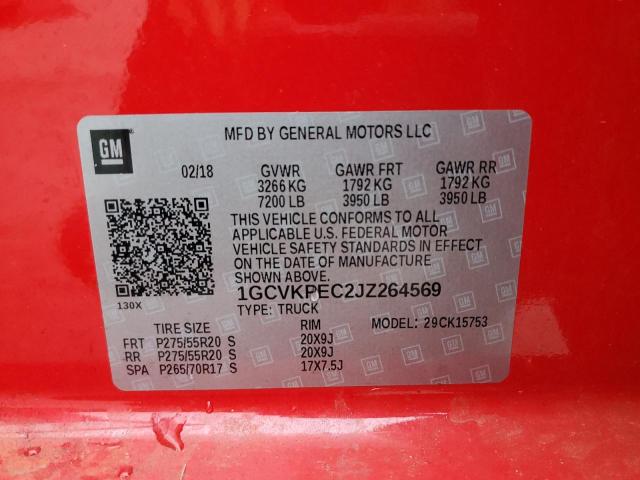 GM
MFD BY GENERAL MOTORS LLC
02/18 GVWR GAWR FRT GAWR RR
3266 KG 1792 KG 1792 KG
7200 LB 3950 LB 3950 LB
THIS VEHICLE CONFORMS TO ALL
APPLICABLE U.S. FEDERAL MOTOR
VEHICLE SAFETY STANDARDS IN EFFECT
ON THE DATE OF MANUFACTURE
SHOWN ABOVE.
130X
1GCVKPEC2JZ264569
TYPE: TRUCK
TIRE SIZE RIM MODEL: 29CK15753
FRT P275/55R20 S 20X9J
RR P275/55R20 S 20X9J
SPA P265/70R17 S 17X7.5J